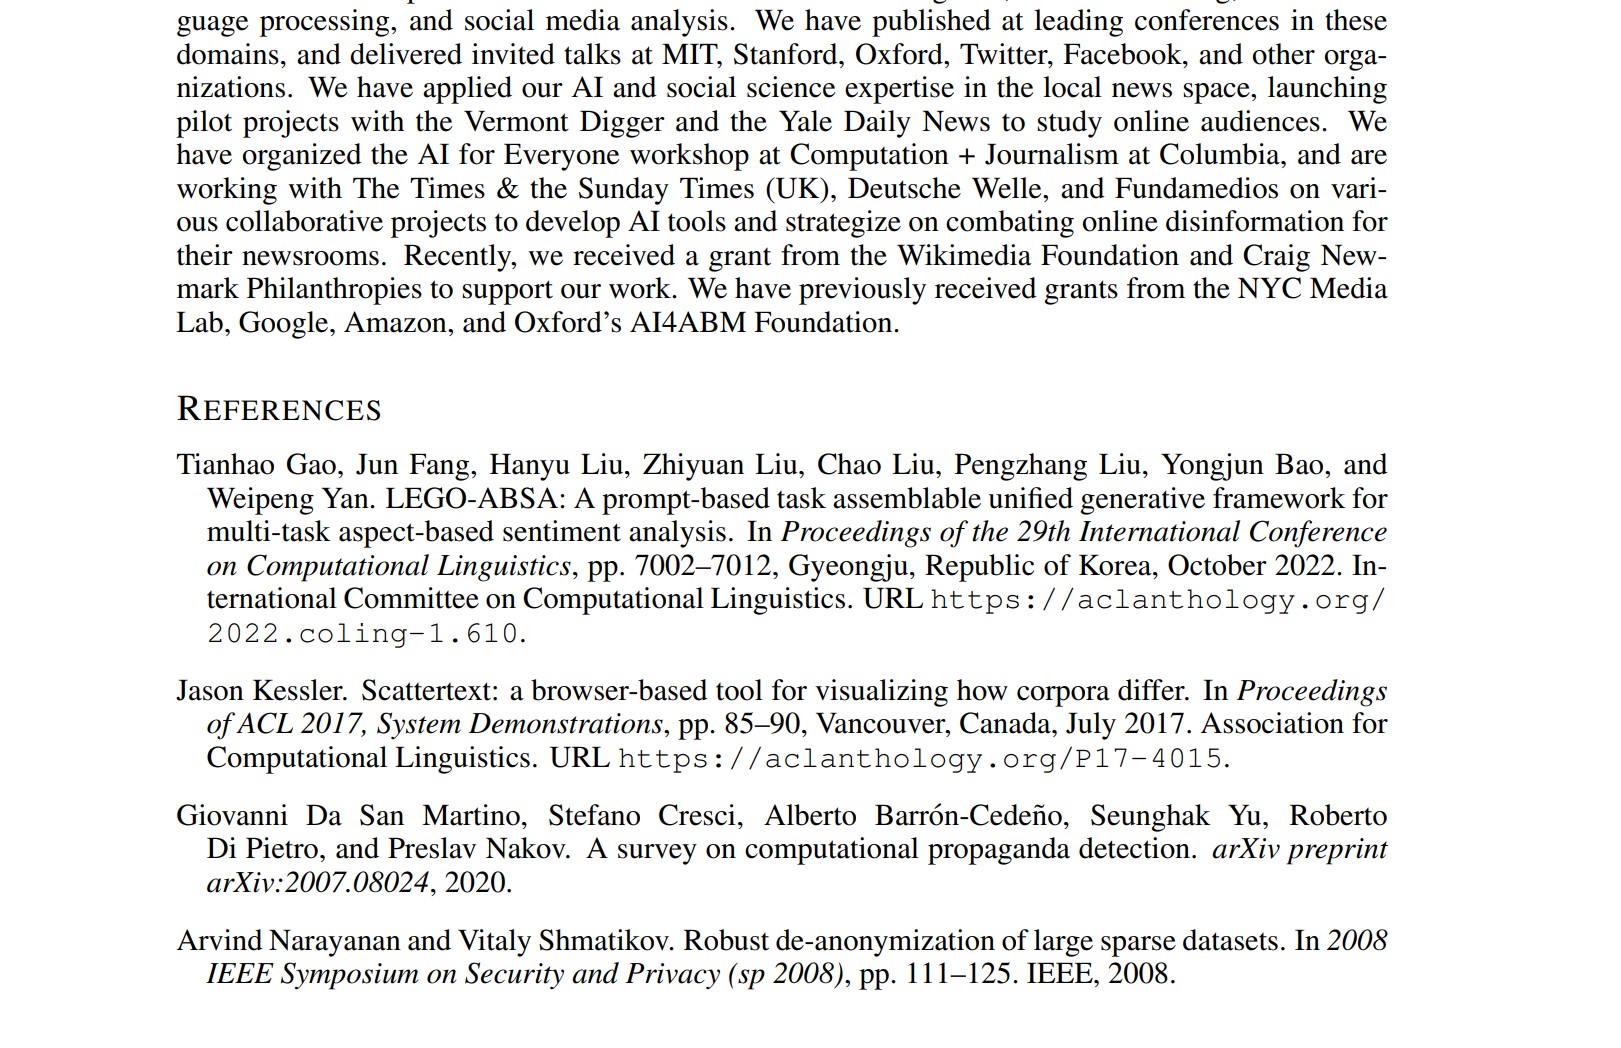 guage processing, and social media analysis. We have published at leading conferences in these
domains, and delivered invited talks at MIT, Stanford, Oxford, Twitter, Facebook, and other orga-
nizations. We have applied our AI and social science expertise in the local news space, launching
pilot projects with the Vermont Digger and the Yale Daily News to study online audiences. We
have organized the AI for Everyone workshop at Computation + Journalism at Columbia, and are
working with The Times & the Sunday Times (UK), Deutsche Welle, and Fundamedios on vari-
ous collaborative projects to develop AI tools and strategize on combating online disinformation for
their newsrooms. Recently, we received a grant from the Wikimedia Foundation and Craig New-
mark Philanthropies to support our work. We have previously received grants from the NYC Media
Lab, Google, Amazon, and Oxford's AI4ABM Foundation.
REFERENCES
Tianhao Gao, Jun Fang, Hanyu Liu, Zhiyuan Liu, Chao Liu, Pengzhang Liu, Yongjun Bao, and
Weipeng Yan. LEGO-ABSA: A prompt-based task assemblable unified generative framework for
multi-task aspect-based sentiment analysis. In Proceedings of the 29th International Conference
on Computational Linguistics, pp. 7002–7012, Gyeongju, Republic of Korea, October 2022. In-
ternational Committee on Computational Linguistics. URL https://aclanthology.org/
2022.coling-1.610.
Jason Kessler. Scattertext: a browser-based tool for visualizing how corpora differ. In Proceedings
of ACL 2017, System Demonstrations, pp. 85–90, Vancouver, Canada, July 2017. Association for
Computational Linguistics. URL https://aclanthology.org/P17-4015.
Giovanni Da San Martino, Stefano Cresci, Alberto Barrón-Cedeño, Seunghak Yu, Roberto
Di Pietro, and Preslav Nakov. A survey on computational propaganda detection. arXiv preprint
arXiv:2007.08024, 2020.
Arvind Narayanan and Vitaly Shmatikov. Robust de-anonymization of large sparse datasets. In 2008
IEEE Symposium on Security and Privacy (sp 2008), pp. 111–125. IEEE, 2008.